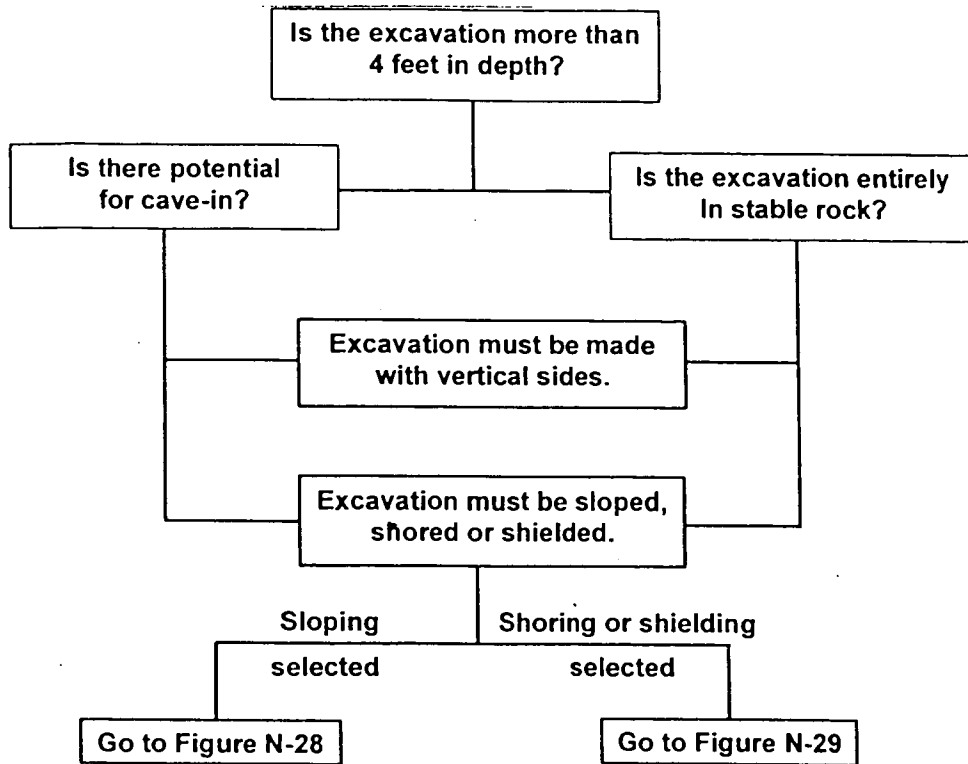 Is the excavation more than
4 feet in depth?
Is there potential
for cave-in?
Is the excavation entirely
In stable rock?
Excavation must be made
with vertical sides.
Excavation must be sloped,
shored or shielded.
Sloping
selected
Shoring or shielding
selected
Go to Figure N-28
Go to Figure N-29